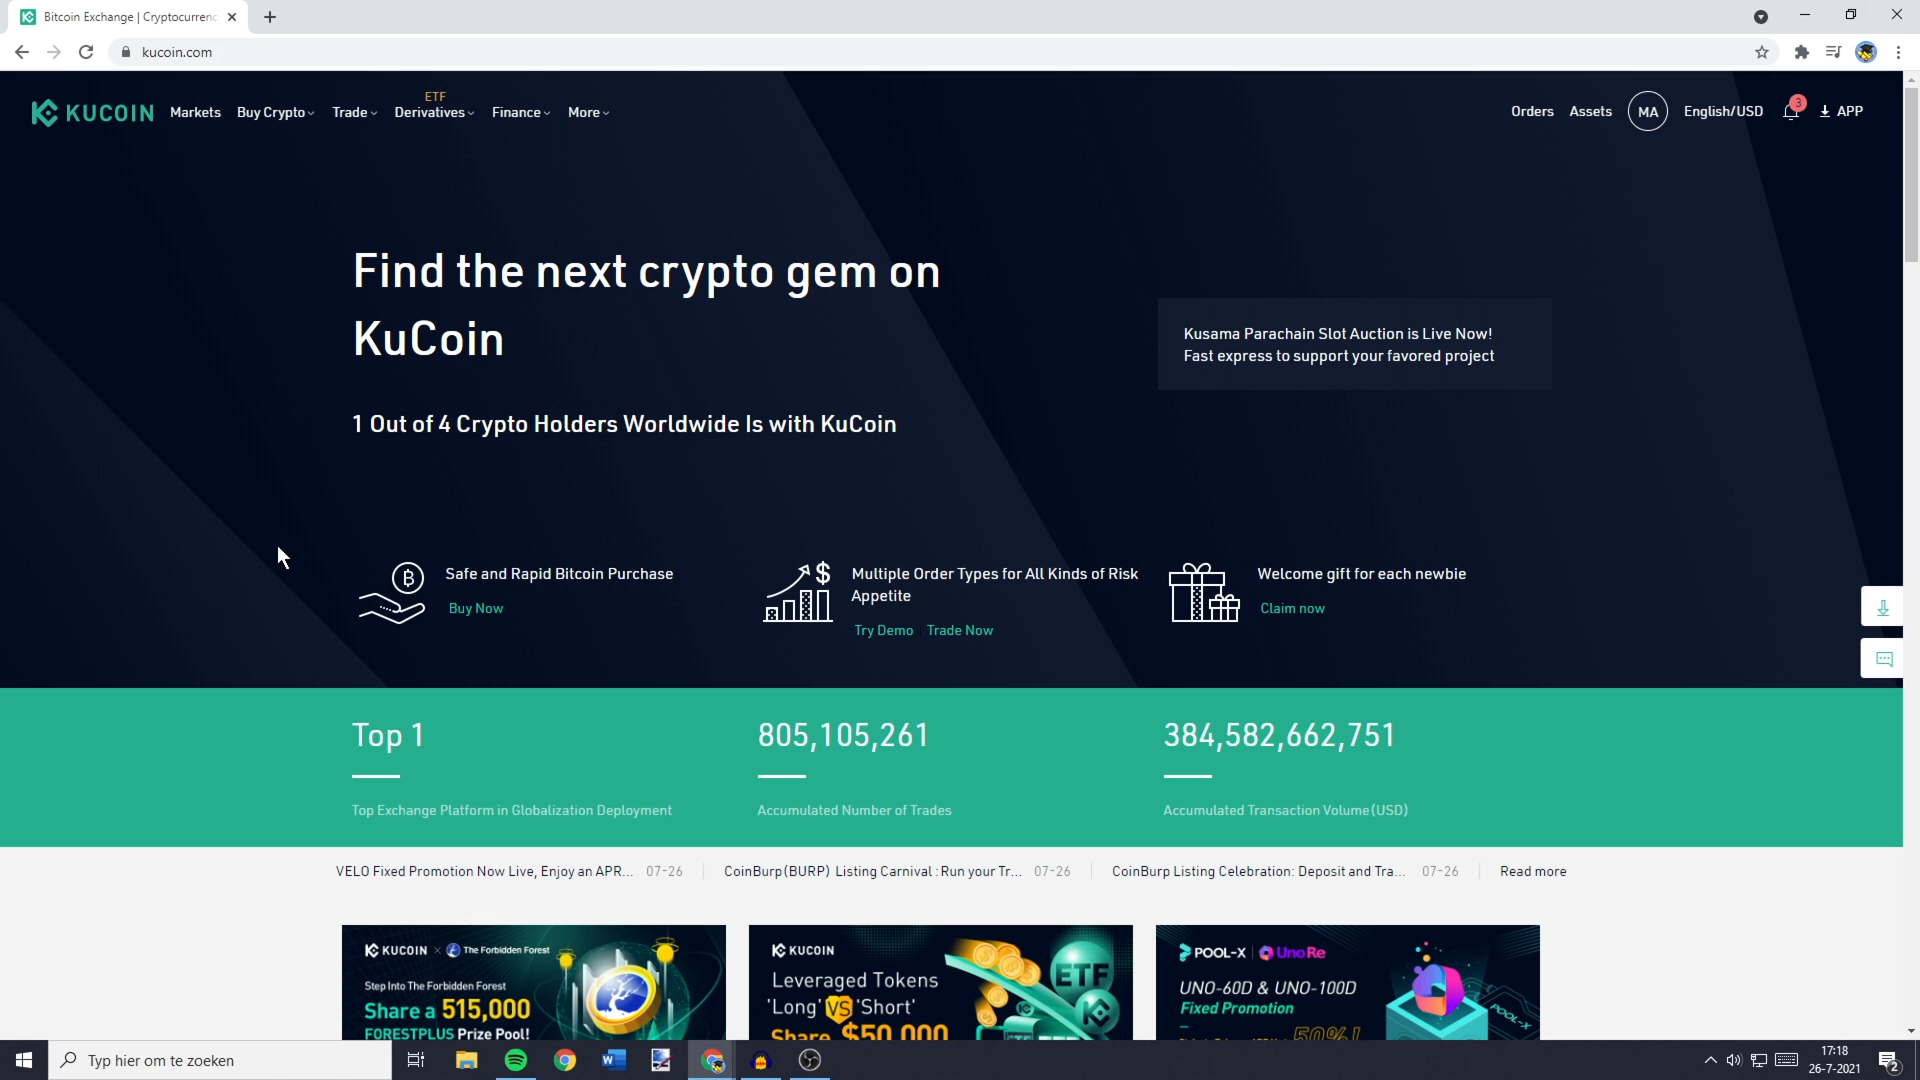 Bitcoin Exchange | Cryptocurrenc
kucoin.com
KUCOIN
Markets
Buy Crypto
Trade
ETF
Derivatives
Finance
More
Orders
Assets
MA
English/USD
3
APP
Find the next crypto gem on
KuCoin
1 Out of 4 Crypto Holders Worldwide Is with KuCoin
Kusama Parachain Slot Auction is Live Now!
Fast express to support your favored project
Safe and Rapid Bitcoin Purchase
Buy Now
Multiple Order Types for All Kinds of Risk
Appetite
Try Demo
Trade Now
Welcome gift for each newbie
Claim now
Top 1
Top Exchange Platform in Globalization Deployment
805,105,261
Accumulated Number of Trades
384,582,662,751
Accumulated Transaction Volume(USD)
VELO Fixed Promotion Now Live, Enjoy an APR... 07-26
CoinBurp(BURP) Listing Carnival : Run your Tr... 07-26
CoinBurp Listing Celebration: Deposit and Tra... 07-26
Read more
KUCOIN × The Forbidden Forest
Step Into The Forbidden Forest
Share a 515,000
FORESTPLUS Prize Pool!
KUCOIN
Leveraged Tokens
'Long' VS 'Short'
Share $50,000
ETF
POOL-X | UnoRe
UNO-60D & UNO-100D
Fixed Promotion
50%!
POOL-X
Typ hier om te zoeken
17:18
26-7-2021
2